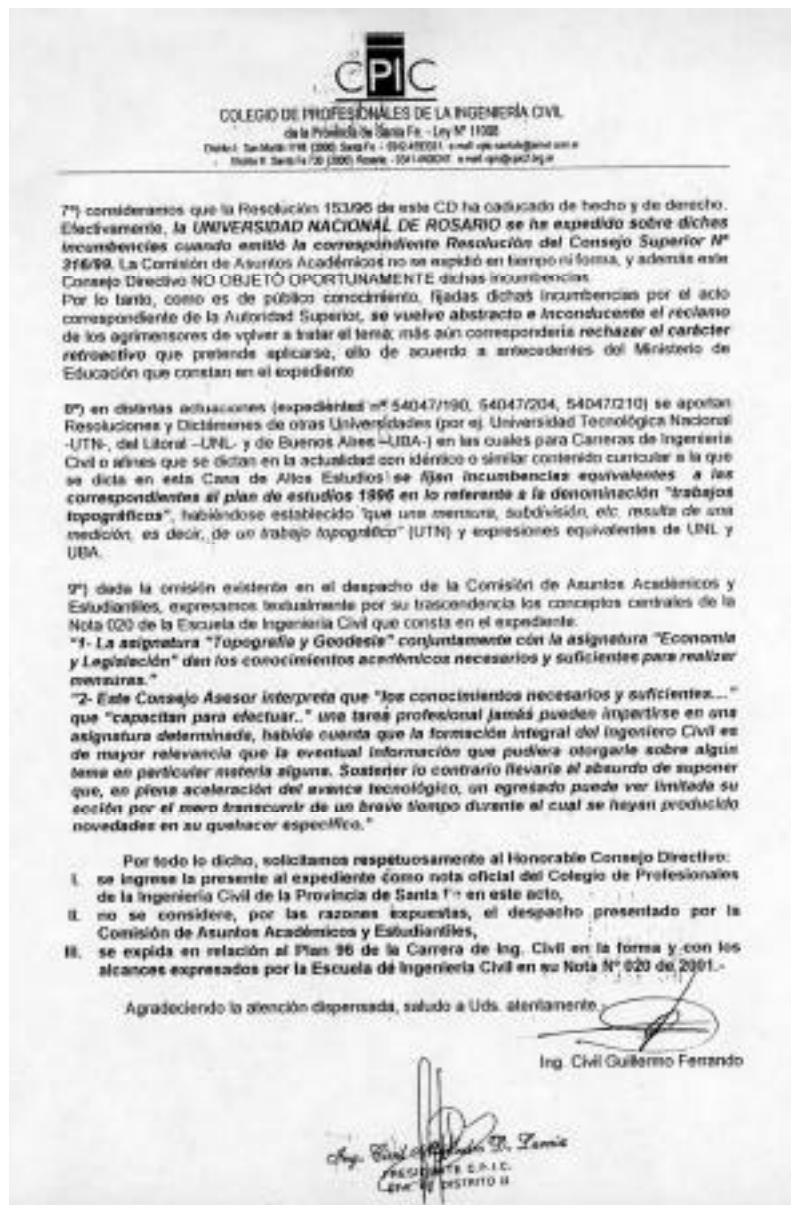 CPIC
COLEGIO DE PROFESIONALES DE LA INGENIERÍA CIVIL
de la Provincia de Santa Fe. - Ley Nº 11008
7º) consideramos que la Resolución 153/96 de este CD ha caducado de hecho y de derecho.
Efectivamente, la UNIVERSIDAD NACIONAL DE ROSARIO se ha expedido sobre dichas
incumbencias cuando emitió la correspondiente Resolución del Consejo Superior Nº
316/99. La Comisión de Asuntos Académicos no se expidió en tiempo ni forma, y además este
Consejo Directivo NO OBJETÓ OPORTUNAMENTE dichas incumbencias.
Por lo tanto, como es de público conocimiento, fijadas dichas incumbencias por el acto
correspondiente de la Autoridad Superior, se vuelve abstracto e inconducente el reclamo
de los agrimensores de volver a tratar el tema; más aún correspondería rechazar el carácter
retroactivo que pretende aplicarse, ello de acuerdo a antecedentes del Ministerio de
Educación que constan en el expediente
8º) en distintas actuaciones (expedientes nº 54047/190, 54047/204, 54047/210) se aportan
Resoluciones y Dictámenes de otras Universidades (por ej. Universidad Tecnológica Nacional
-UTN-, del Litoral –UNL- y de Buenos Aires –UBA-) en las cuales para Carreras de Ingeniería
Civil o afines que se dictan en la actualidad con idéntico o similar contenido curricular a la que
se dicta en esta Casa de Altos Estudios se fijan incumbencias equivalentes a las
correspondientes al plan de estudios 1996 en lo referente a la denominación "trabajos
topográficos", habiéndose establecido "que una mensura, subdivisión, etc. resulta de una
medición, es decir, de un trabajo topográfico" (UTN) y expresiones equivalentes de UNL y
UBA.
9º) dada la omisión existente en el despacho de la Comisión de Asuntos Académicos y
Estudiantiles, expresamos textualmente por su trascendencia los conceptos centrales de la
Nota 020 de la Escuela de Ingeniería Civil que consta en el expediente.
"1- La asignatura "Topografía y Geodesia" conjuntamente con la asignatura "Economía
y Legislación" dan los conocimientos académicos necesarios y suficientes para realizar
mensuras."
"2- Este Consejo Asesor interpreta que "los conocimientos necesarios y suficientes..."
que "capacitan para efectuar.." una tarea profesional jamás pueden impartirse en una
asignatura determinada, habida cuenta que la formación integral del Ingeniero Civil es
de mayor relevancia que la eventual información que pudiera otorgarle sobre algún
tema en particular materia alguna. Sostener lo contrario llevaría al absurdo de suponer
que, en plena aceleración del avance tecnológico, un egresado puede ver limitada su
acción por el mero transcurrir de un breve tiempo durante el cual se hayan producido
novedades en su quehacer específico."
Por todo lo dicho, solicitamos respetuosamente al Honorable Consejo Directivo:
I. se ingrese la presente al expediente como nota oficial del Colegio de Profesionales
de la Ingeniería Civil de la Provincia de Santa Fe en este acto,
II. no se considere, por las razones expuestas, el despacho presentado por la
Comisión de Asuntos Académicos y Estudiantiles,
III. se expida en relación al Plan 96 de la Carrera de Ing. Civil en la forma y con los
alcances expresados por la Escuela de Ingeniería Civil en su Nota Nº 020 de 2001.-
Agradeciendo la atención dispensada, saludo a Uds. atentamente.
Ing. Civil Guillermo Ferrando
Ing. Civil D.
PRESIDENTE C.P.I.C.
DISTRITO II